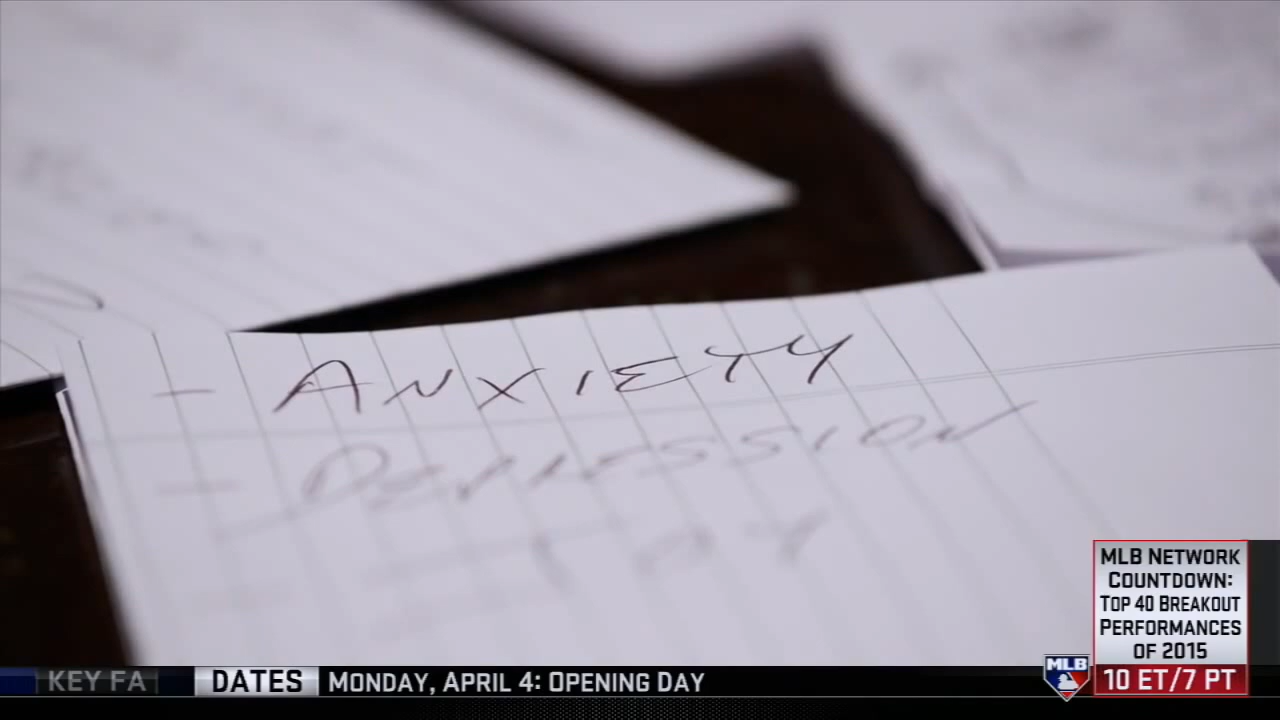 - ANXIETY
- DEPRESSION
MLB NETWORK
COUNTDOWN:
TOP 40 BREAKOUT
PERFORMANCES
OF 2015
10 ET/7 PT
MLB
KEY FA DATES MONDAY, APRIL 4: OPENING DAY